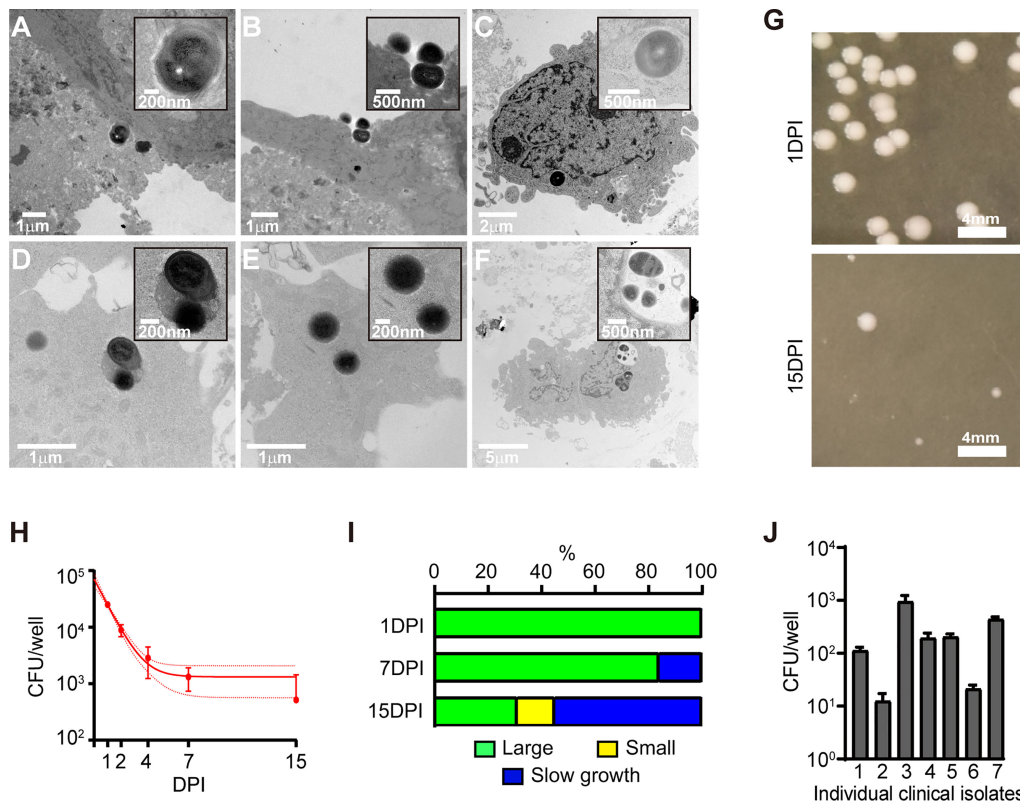 A
200nm
1μm
B
500nm
1μm
C
500nm
2μm
D
200nm
1μm
E
200nm
1μm
F
500nm
5μm
G
1DPI
4mm
15DPI
4mm
H
CFU/well
10⁵
10⁴
10³
10²
1 2 4 7 15
DPI
I
%
0 20 40 60 80 100
1DPI
7DPI
15DPI
Large Small
Slow growth
J
CFU/well
10⁴
10³
10²
10¹
10⁰
1 2 3 4 5 6 7
Individual clinical isolates